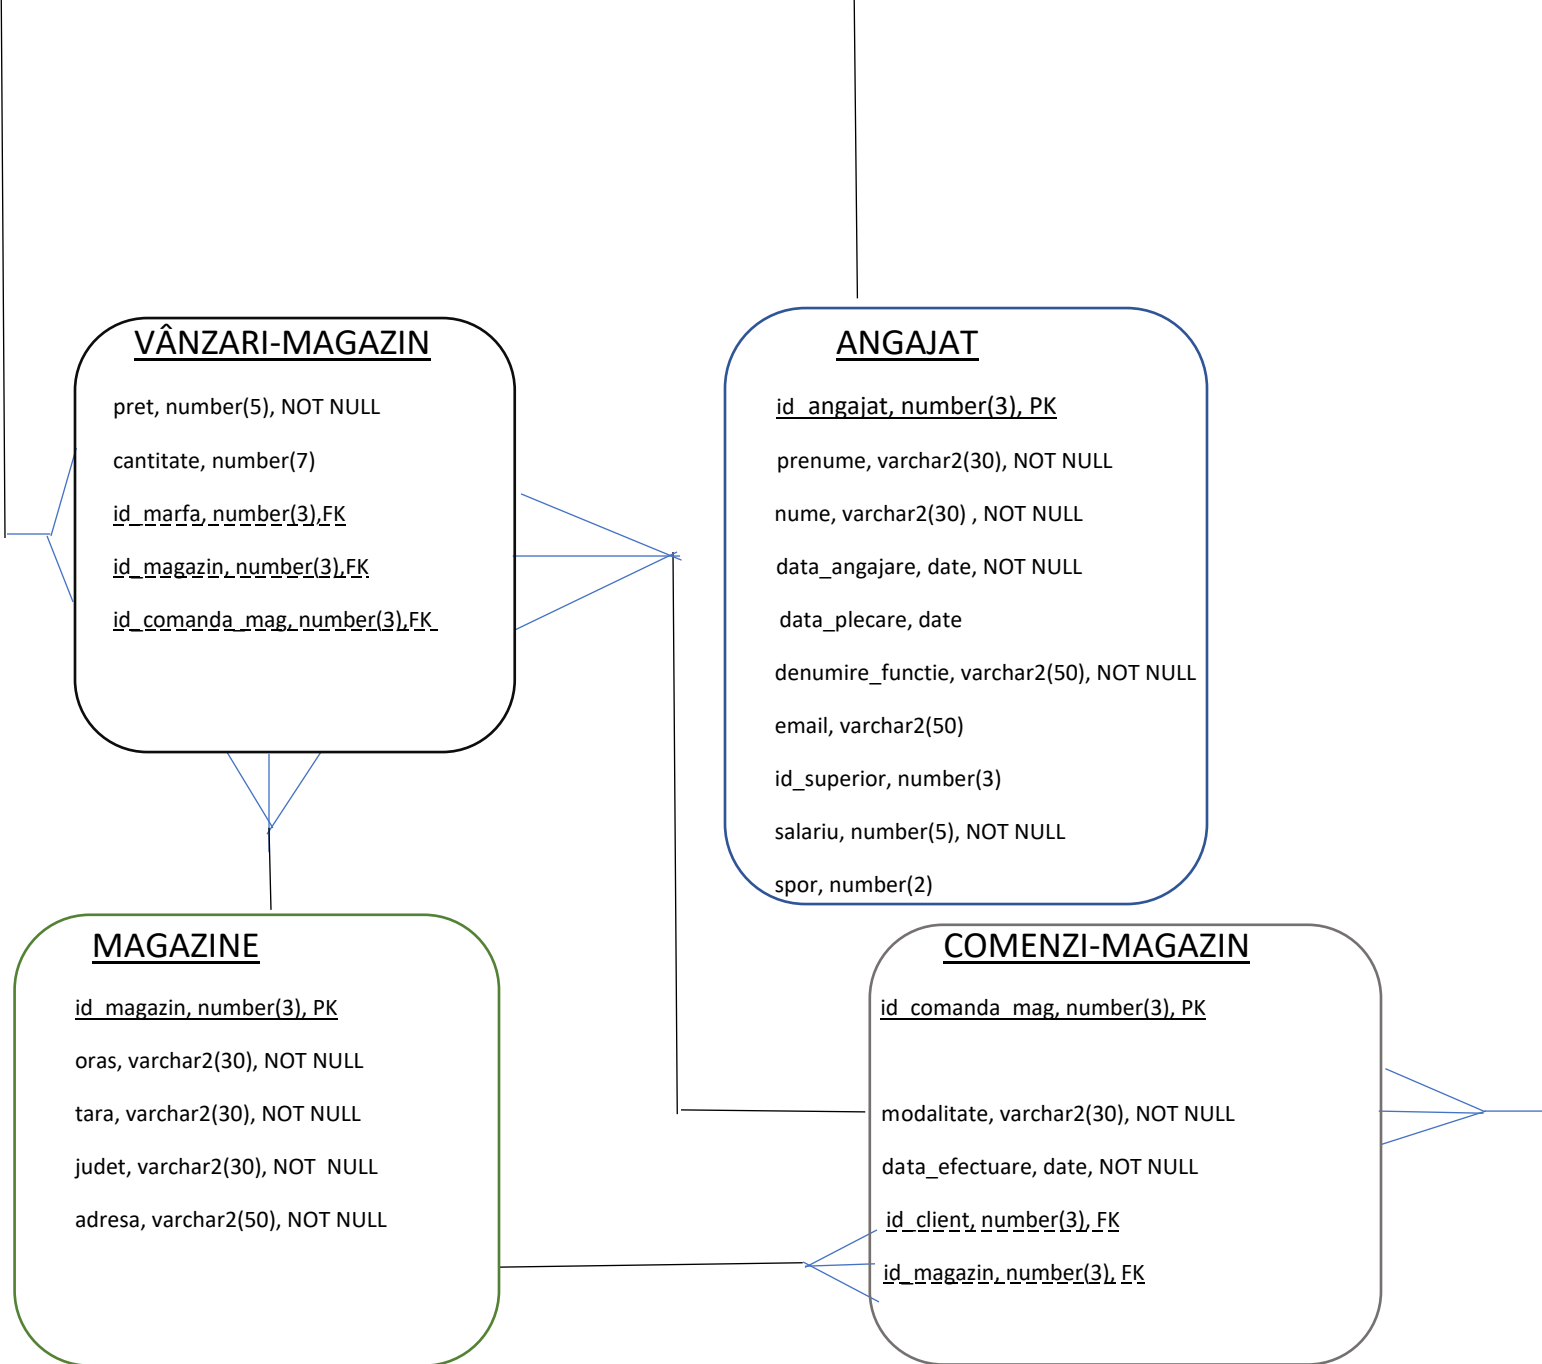 VÂNZARI-MAGAZIN
pret, number(5), NOT NULL
cantitate, number(7)
id_marfa, number(3),FK
id_magazin, number(3),FK
id_comanda_mag, number(3),FK
ANGAJAT
id_angajat, number(3), PK
prenume, varchar2(30), NOT NULL
nume, varchar2(30) , NOT NULL
data_angajare, date, NOT NULL
data_plecare, date
denumire_functie, varchar2(50), NOT NULL
email, varchar2(50)
id_superior, number(3)
salariu, number(5), NOT NULL
spor, number(2)
MAGAZINE
id_magazin, number(3), PK
oras, varchar2(30), NOT NULL
tara, varchar2(30), NOT NULL
judet, varchar2(30), NOT  NULL
adresa, varchar2(50), NOT NULL
COMENZI-MAGAZIN
id_comanda_mag, number(3), PK
modalitate, varchar2(30), NOT NULL
data_efectuare, date, NOT NULL
id_client, number(3), FK
id_magazin, number(3), FK